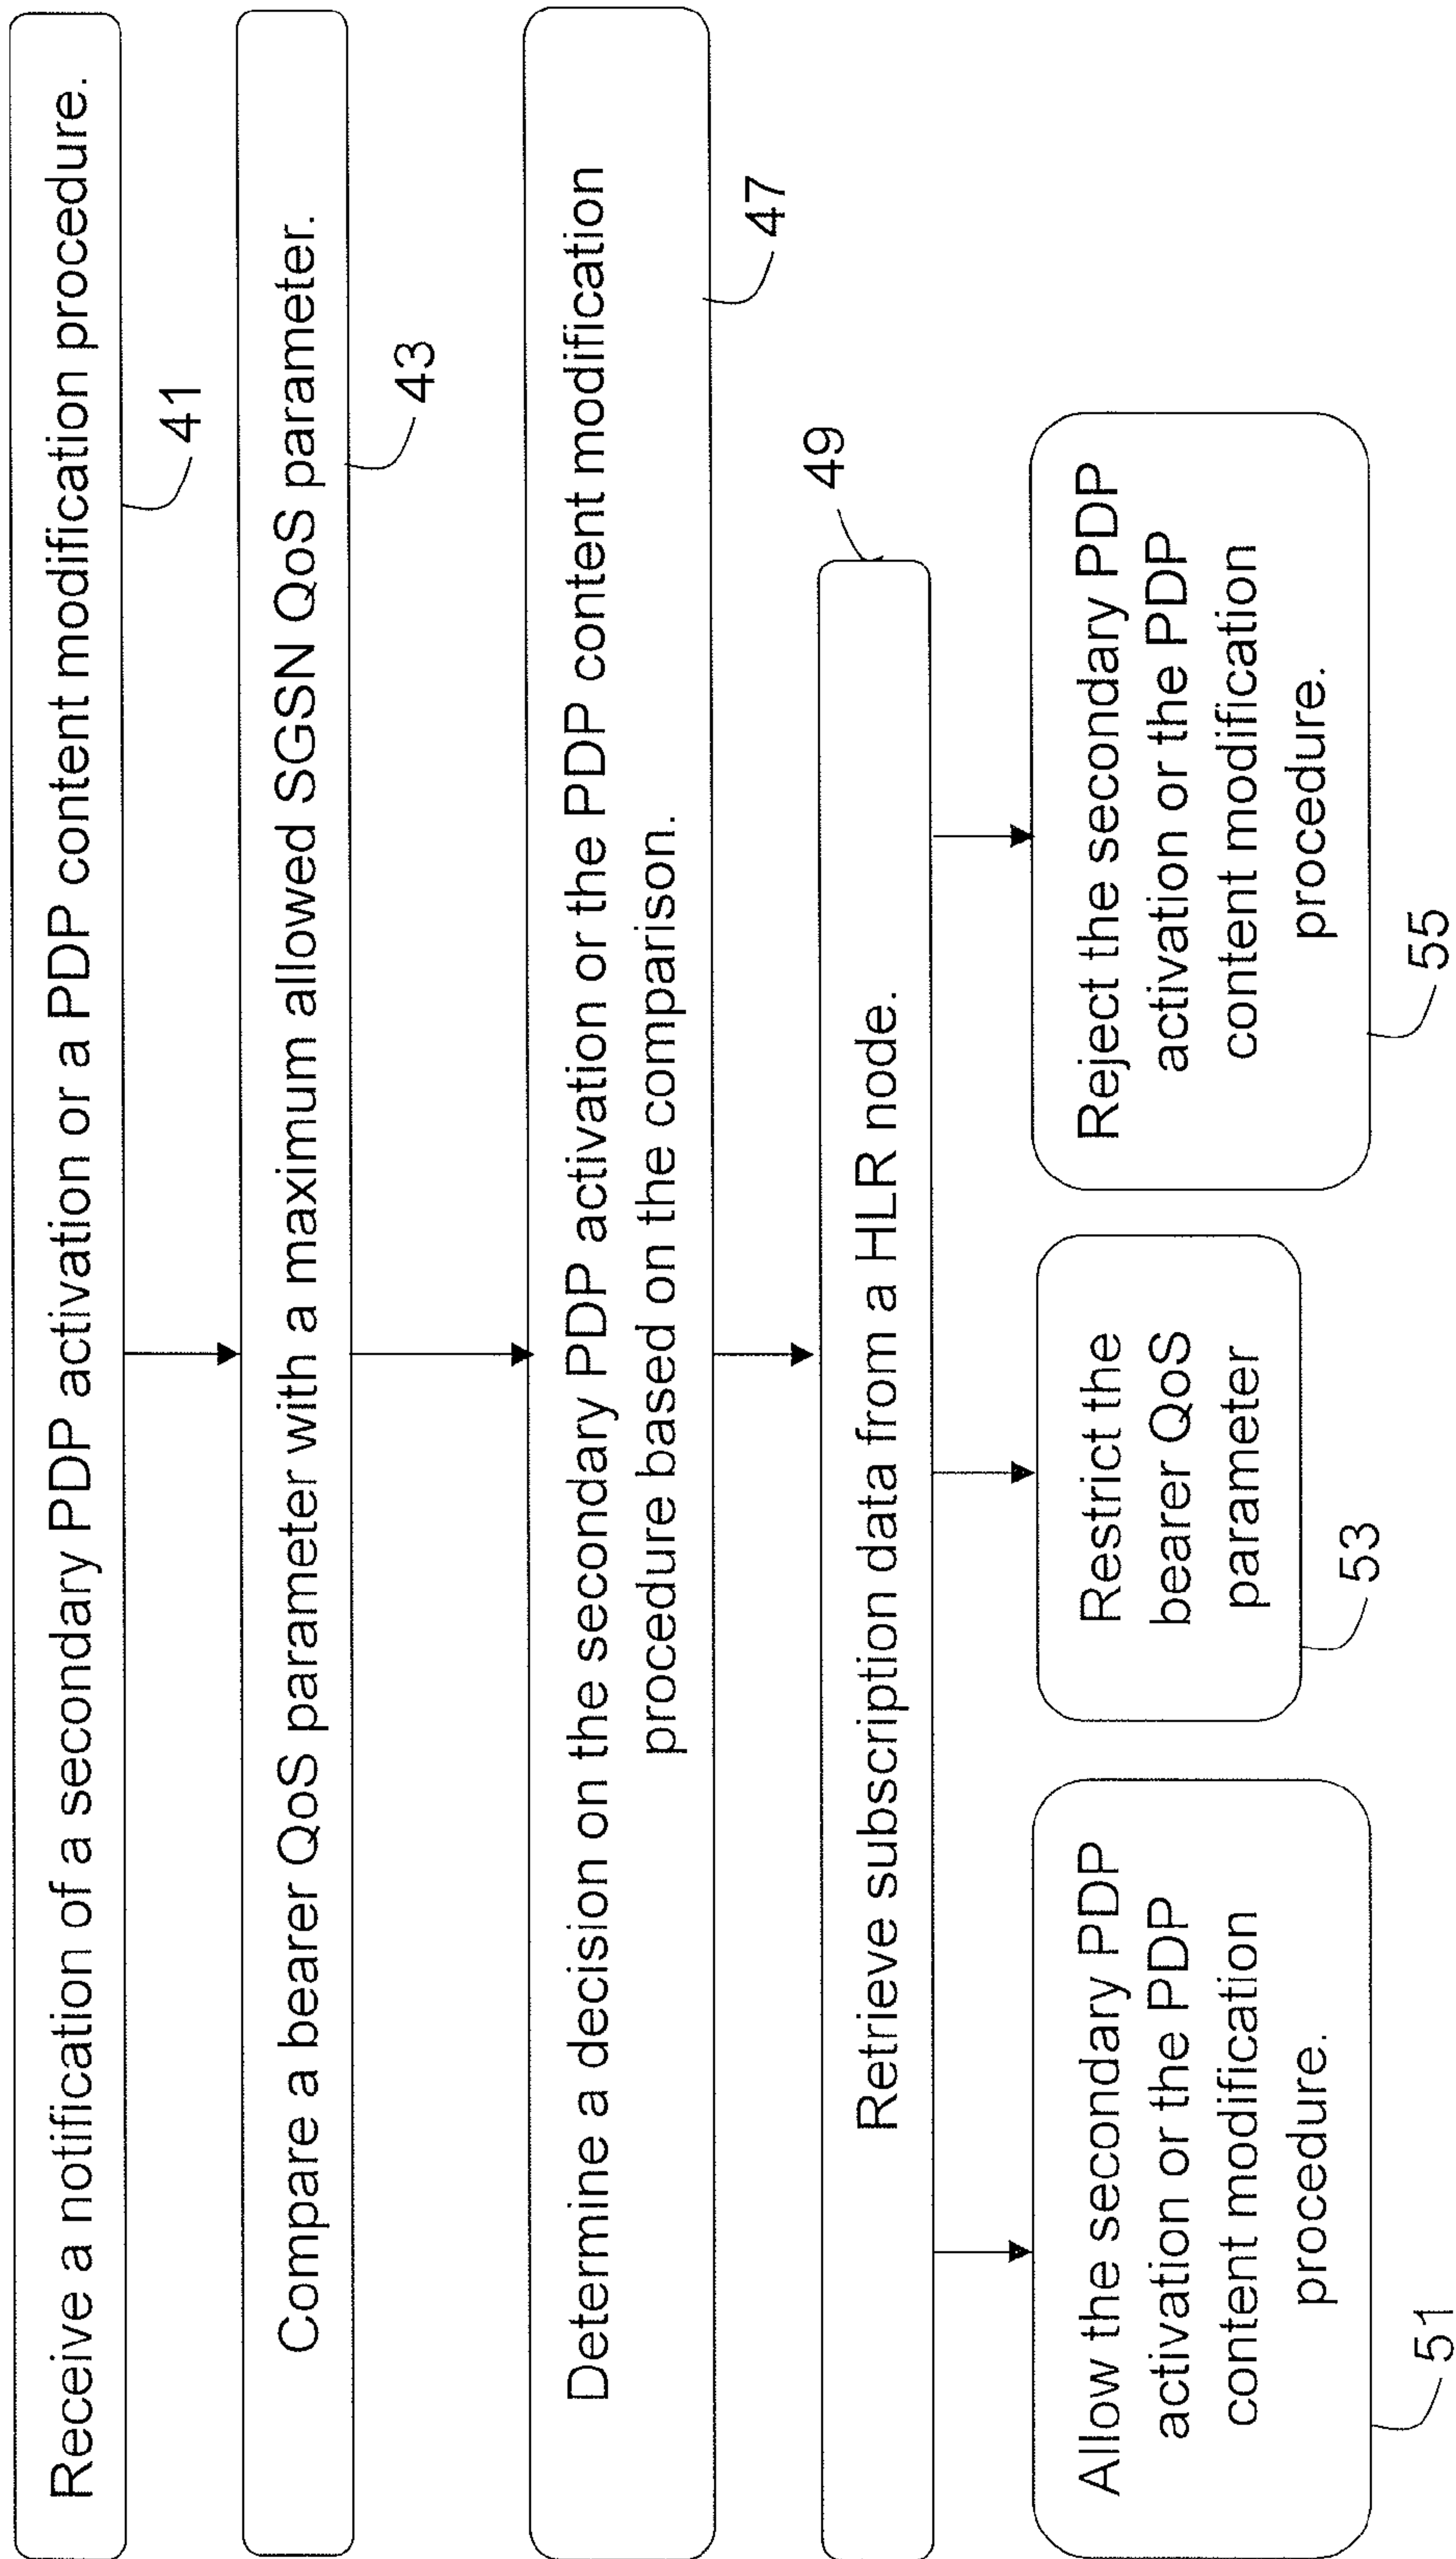 Receive a notification of a secondary PDP activation or a PDP content modification procedure.
41
Compare a bearer QoS parameter with a maximum allowed SGSN QoS parameter.
43
Determine a decision on the secondary PDP activation or the PDP content modification
procedure based on the comparison.
47
Retrieve subscription data from a HLR node.
49
Allow the secondary PDP
activation or the PDP
content modification
procedure.
51
Restrict the
bearer QoS
parameter
53
Reject the secondary PDP
activation or the PDP
content modification
procedure.
55